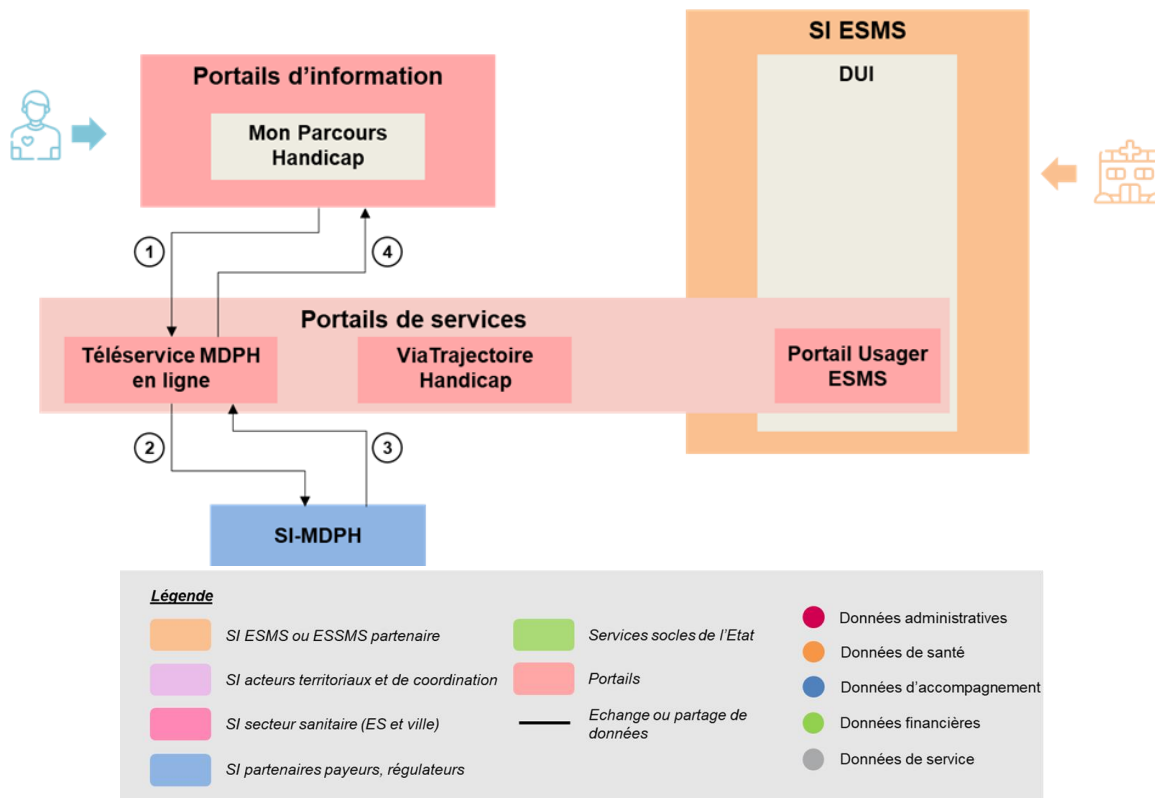 SI ESMS
DUI
Portails d'information
Mon Parcours
Handicap
1
4
Portails de services
Téléservice MDPH
en ligne
ViaTrajectoire
Handicap
Portail Usager
ESMS
2
3
SI-MDPH
Légende
SI ESMS ou ESSMS partenaire
SI acteurs territoriaux et de coordination
SI secteur sanitaire (ES et ville)
SI partenaires payeurs, régulateurs
Services socles de l'Etat
Portails
Echange ou partage de
données
Données administratives
Données de santé
Données d'accompagnement
Données financières
Données de service